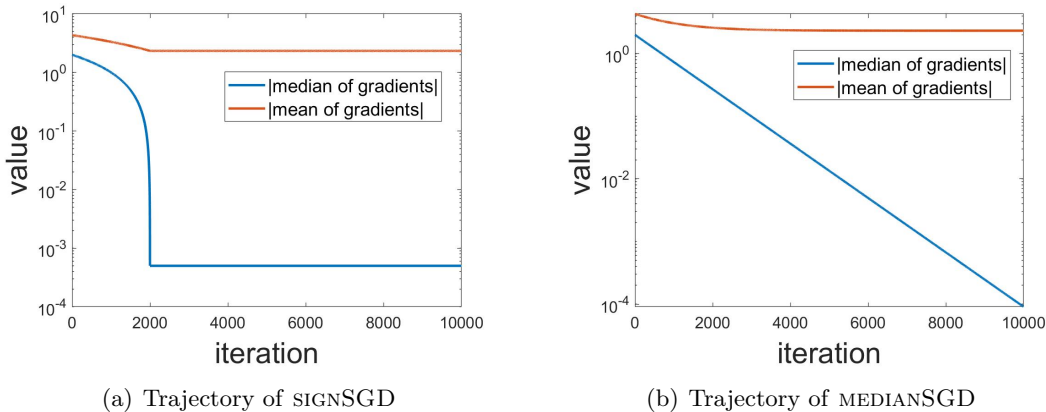 10^1
10^0
10^-1
10^-2
10^-3
10^-4
value
|median of gradients|
|mean of gradients|
0 2000 4000 6000 8000 10000
iteration
(a) Trajectory of SIGNSGD
10^0
10^-2
10^-4
value
|median of gradients|
|mean of gradients|
0 2000 4000 6000 8000 10000
iteration
(b) Trajectory of MEDIANSGD